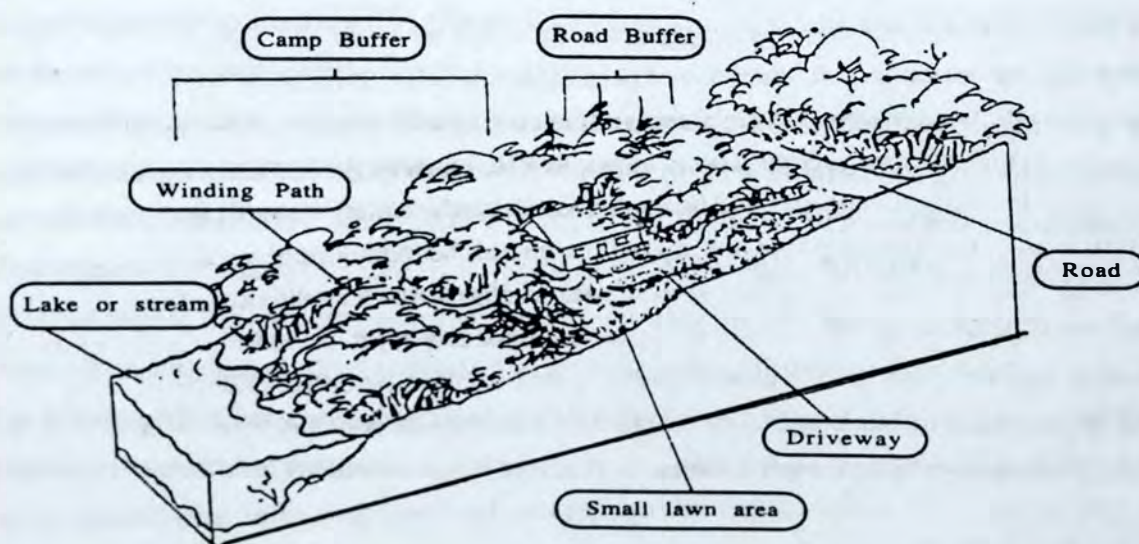 Camp Buffer
Road Buffer
Winding Path
Lake or stream
Road
Driveway
Small lawn area